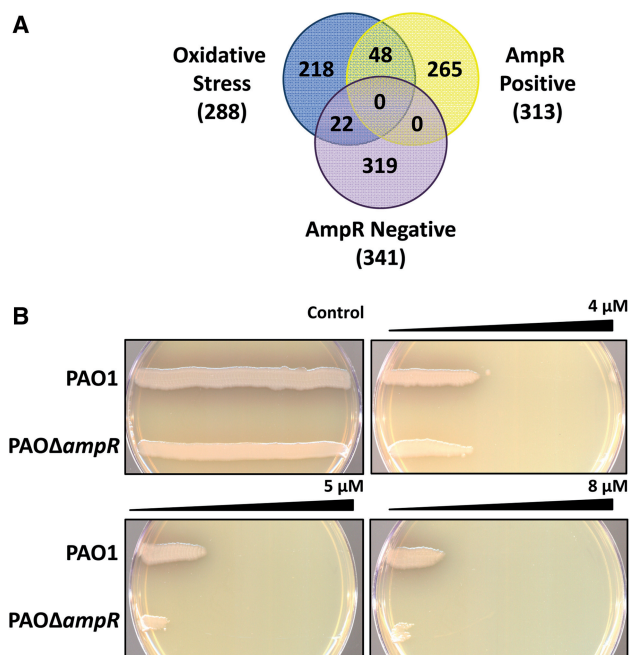 A
Oxidative
Stress
(288)
218
48
265
0
22
0
319
AmpR
Positive
(313)
AmpR Negative
(341)
B
Control
4 µM
PAO1
PAOΔampR
5 µM
8 µM
PAO1
PAOΔampR